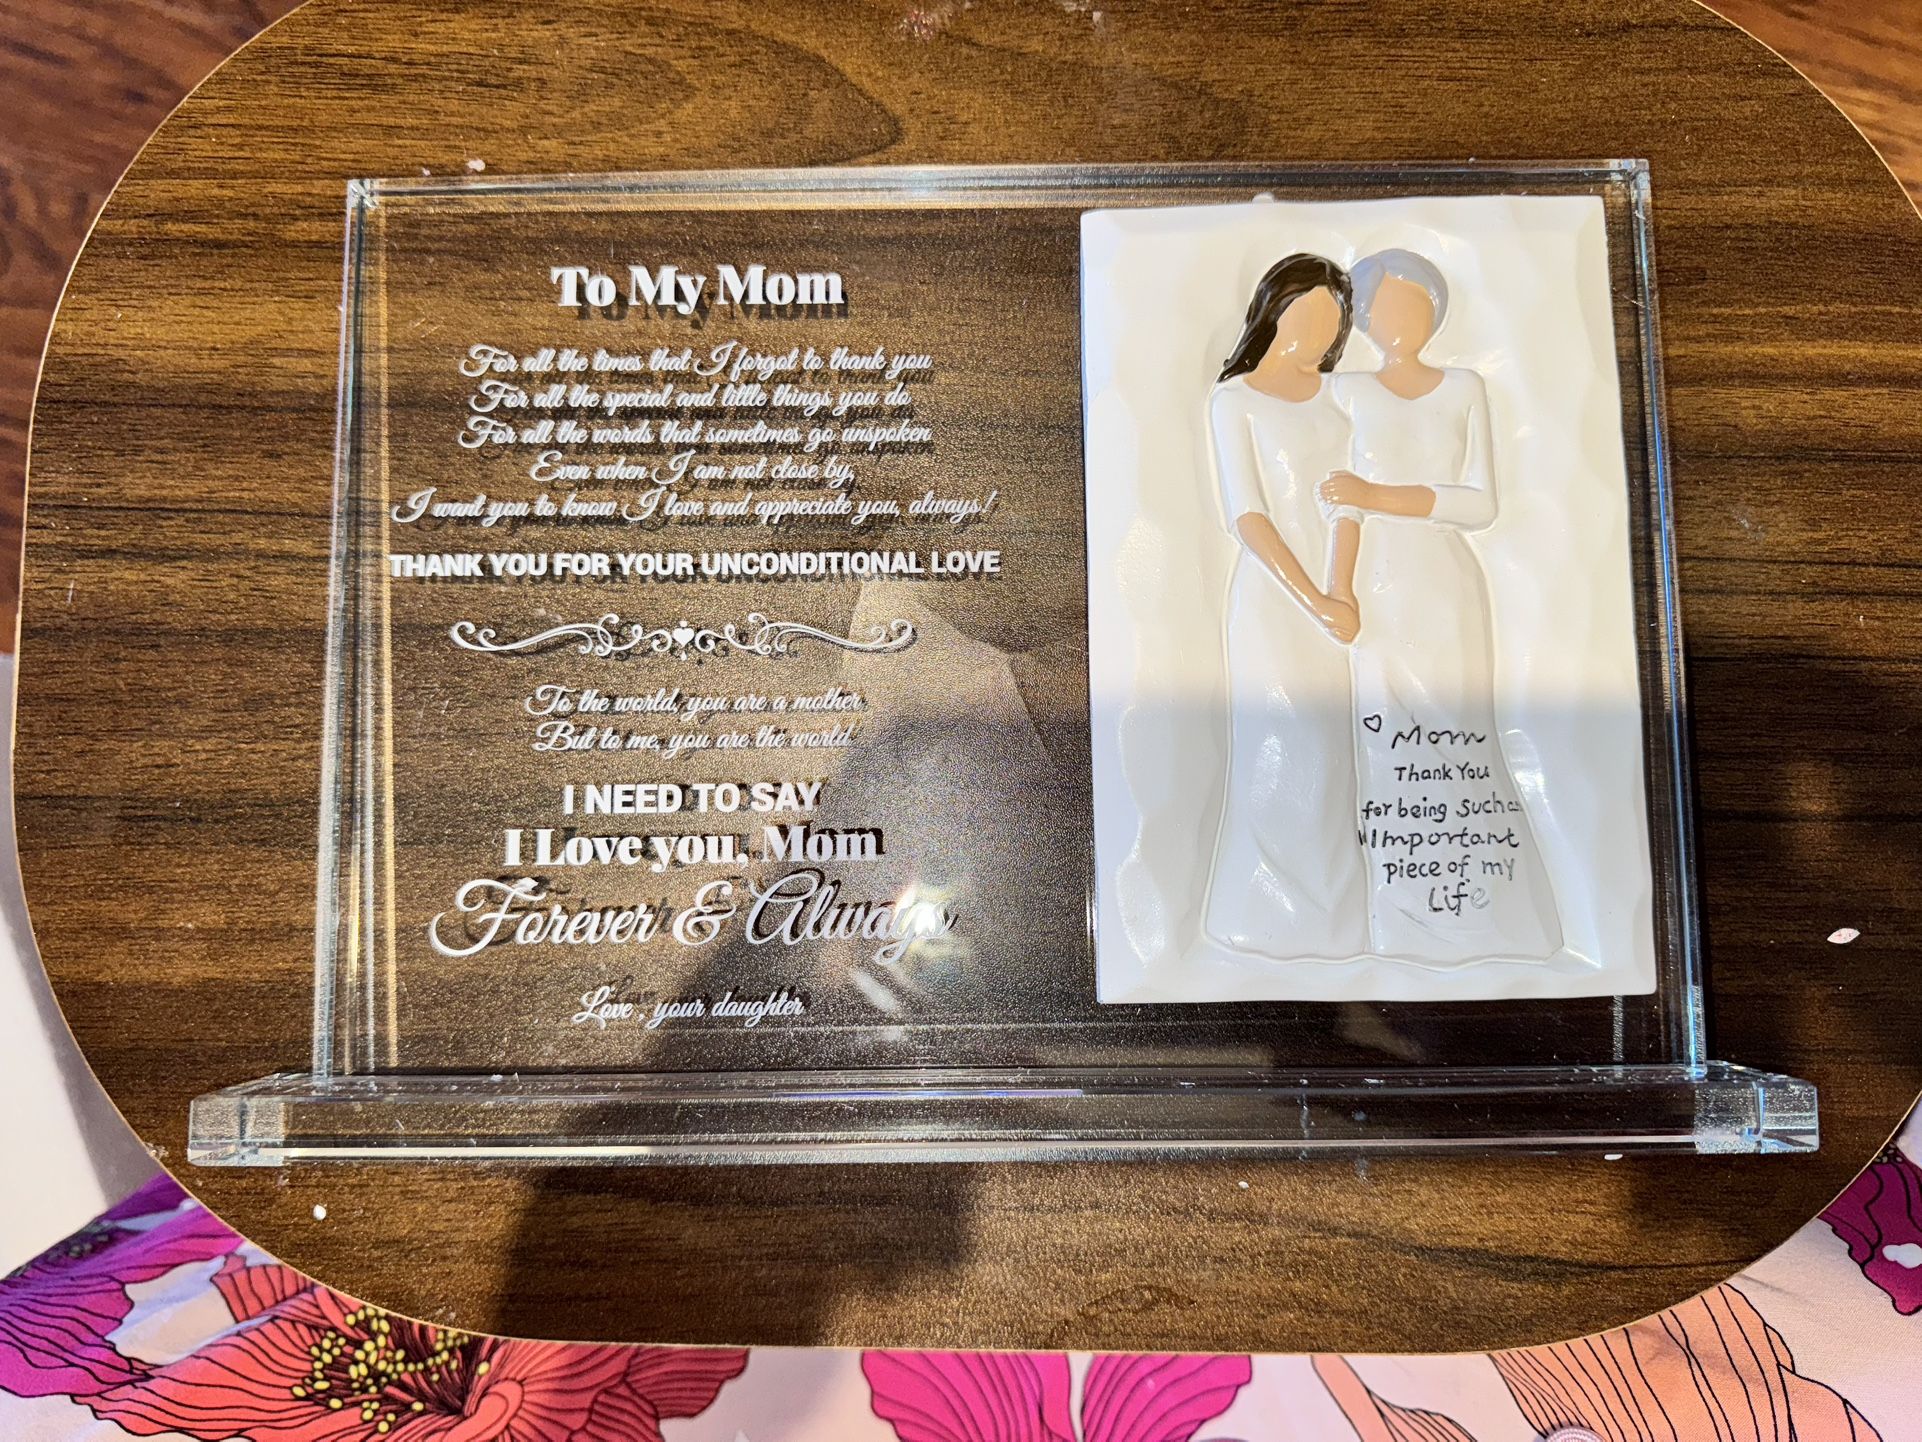 To My Mom
For all the times that I forgot to thank you
For all the special and little things you do
For all the words that sometimes go unspoken
Even when I am not close by,
I want you to know I love and appreciate you, always!
THANK YOU FOR YOUR UNCONDITIONAL LOVE
To the world, you are a mother,
But to me, you are the world!
I NEED TO SAY
I Love you, Mom
Forever & Always
Love, your daughter
Mom
Thank You
for being such as
Important
piece of my
Life